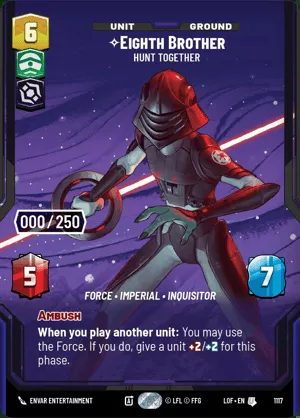 UNIT GROUND
6
Eighth Brother
HUNT TOGETHER
000/250
5
7
FORCE • IMPERIAL • INQUISITOR
AMBUSH
When you play another unit: You may use
the Force. If you do, give a unit +2/+2 for this
phase.
ENVAR ENTERTAINMENT © LFL © FFG LOF • EN 1117